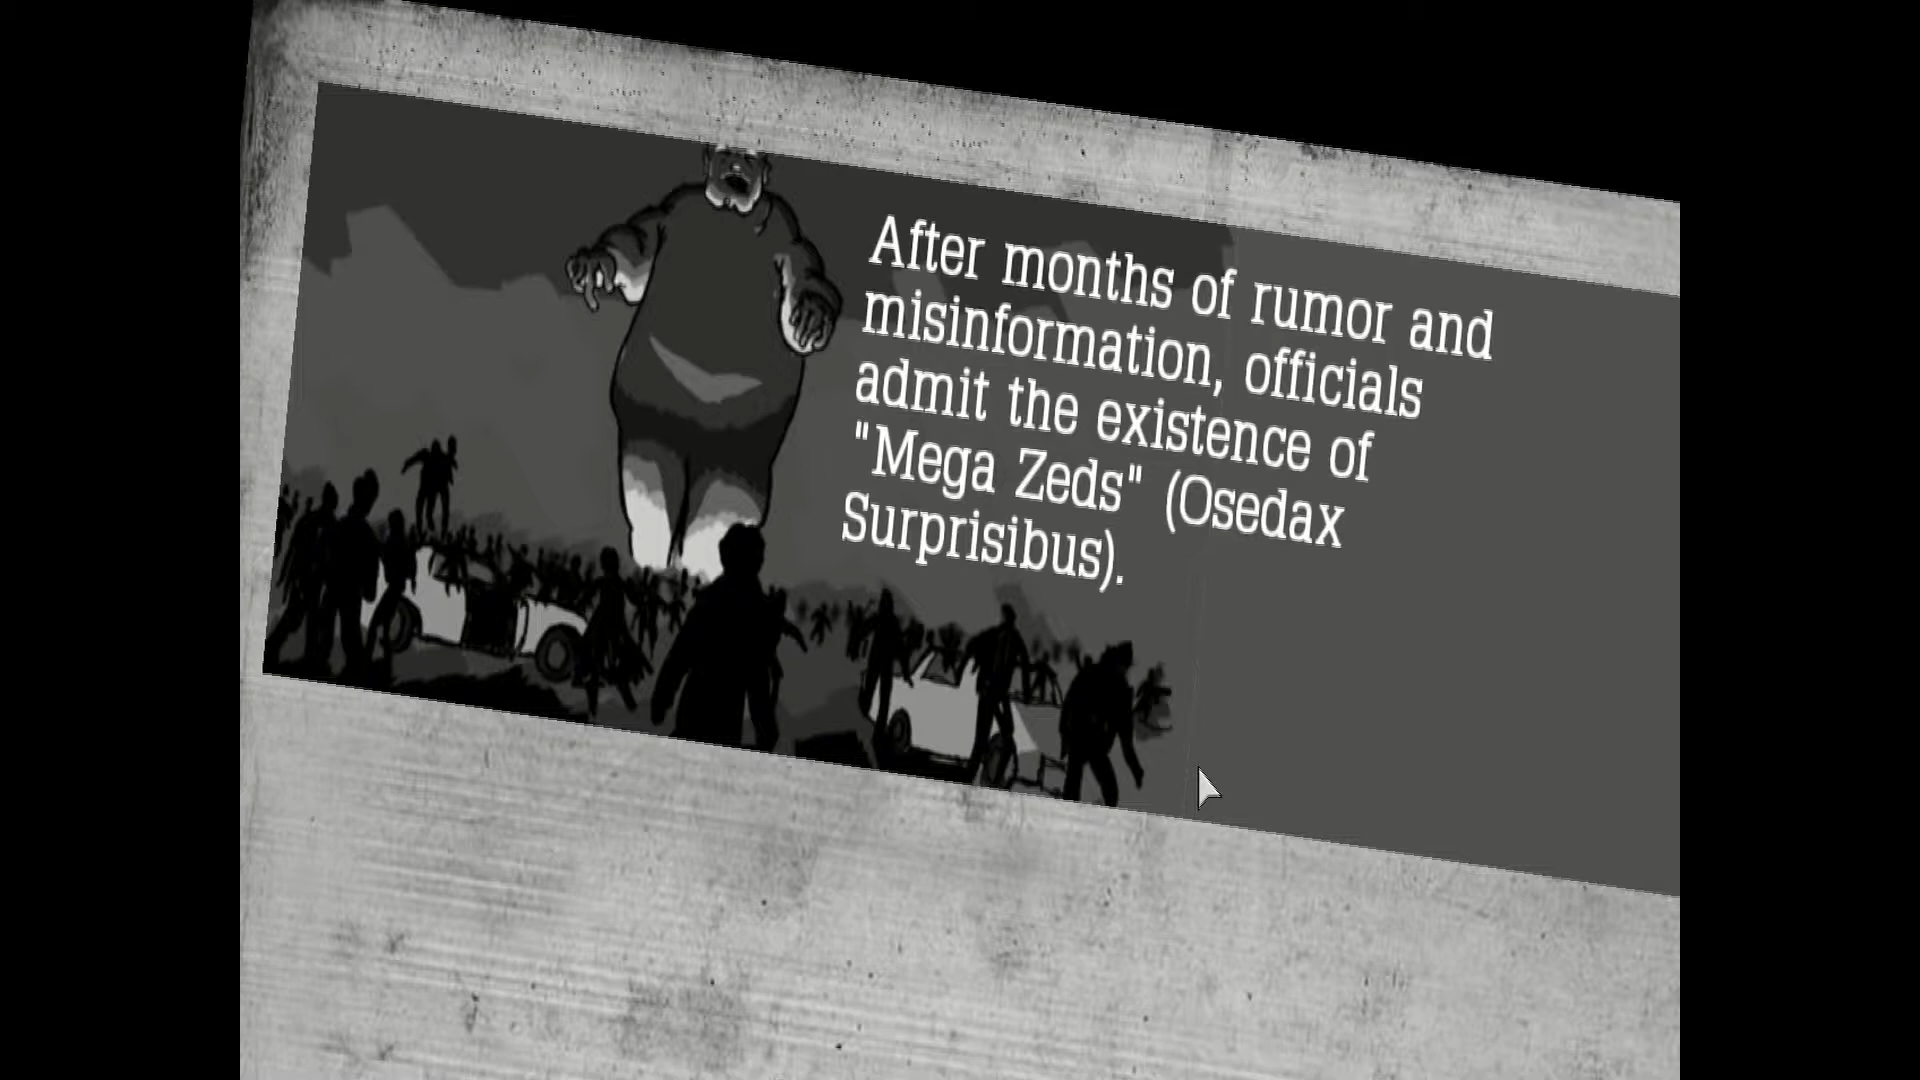 After months of rumor and
misinformation, officials
admit the existence of
"Mega Zeds" (Osedax
Surprisibus).